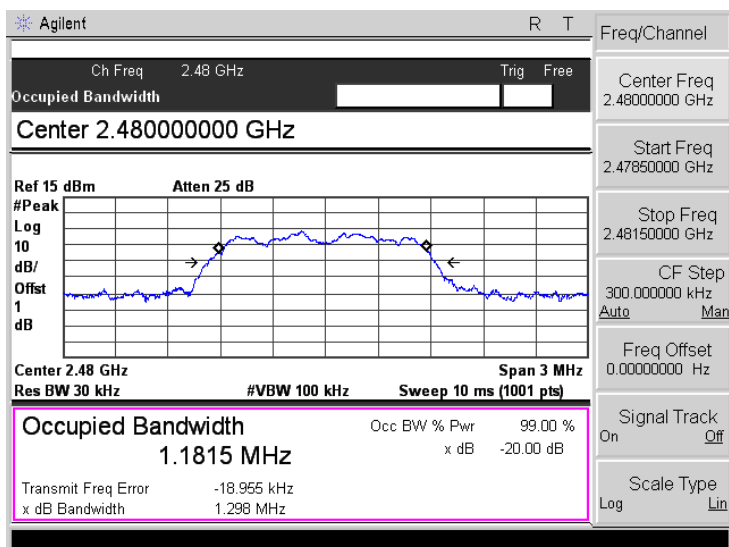 Agilent R T
Ch Freq 2.48 GHz Trig Free
Occupied Bandwidth
Center 2.480000000 GHz
Ref 15 dBm Atten 25 dB
#Peak
Log
10
dB/
Offst
1
dB
Center 2.48 GHz Span 3 MHz
Res BW 30 kHz #VBW 100 kHz Sweep 10 ms (1001 pts)
Occupied Bandwidth
1.1815 MHz
Occ BW % Pwr 99.00 %
x dB -20.00 dB
Transmit Freq Error -18.955 kHz
x dB Bandwidth 1.298 MHz
Freq/Channel
Center Freq
2.48000000 GHz
Start Freq
2.47850000 GHz
Stop Freq
2.48150000 GHz
CF Step
300.000000 kHz
Auto Man
Freq Offset
0.00000000 Hz
Signal Track
On Off
Scale Type
Log Lin